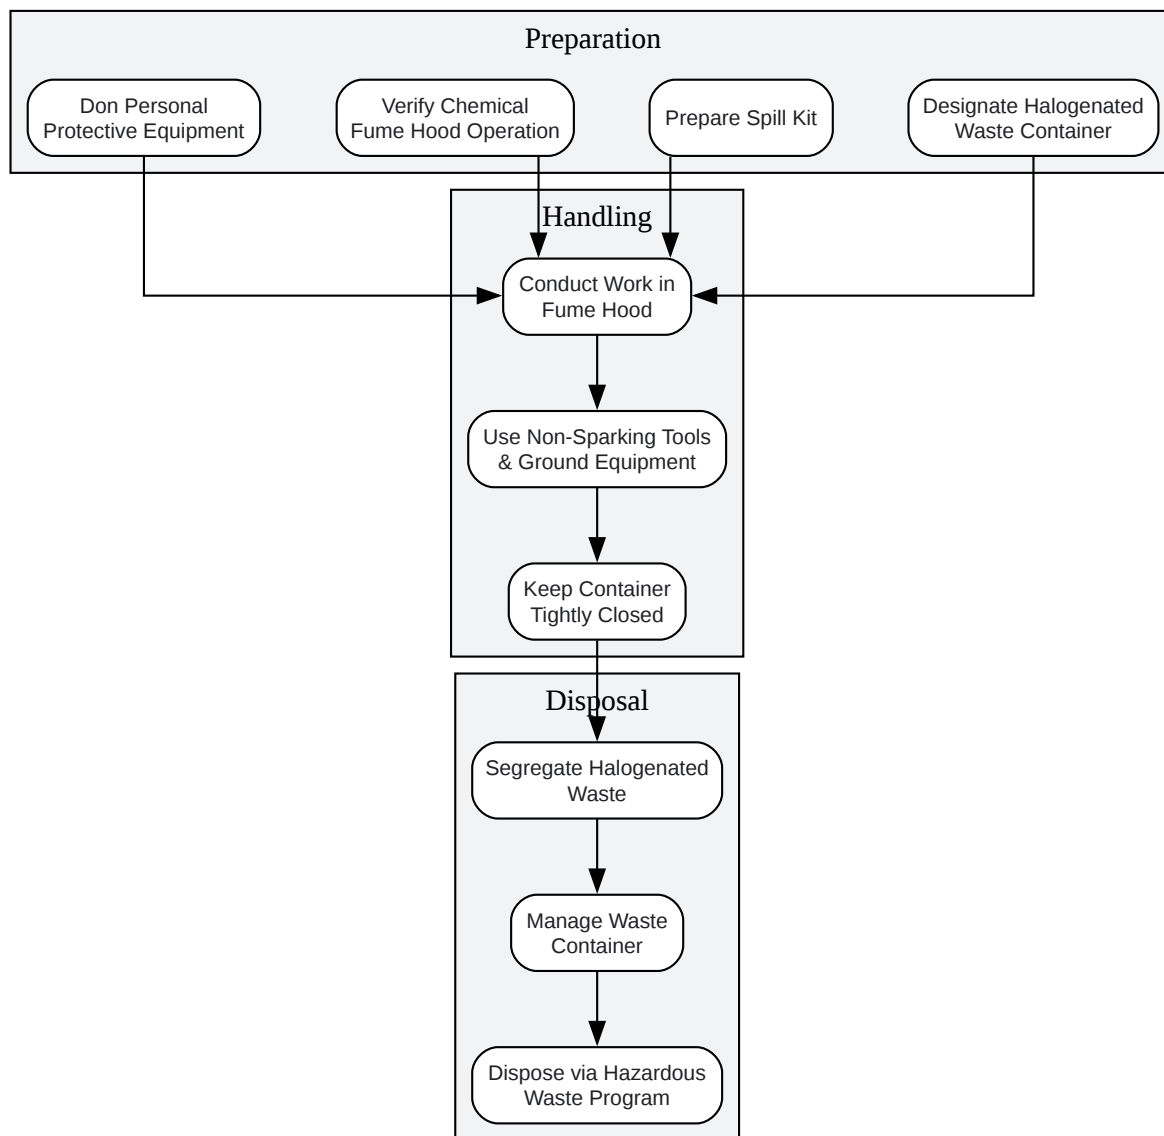 Preparation
Don Personal
Protective Equipment
Verify Chemical
Fume Hood Operation
Prepare Spill Kit
Designate Halogenated
Waste Container
Handling
Conduct Work in
Fume Hood
Use Non-Sparking Tools
& Ground Equipment
Keep Container
Tightly Closed
Disposal
Segregate Halogenated
Waste
Manage Waste
Container
Dispose via Hazardous
Waste Program